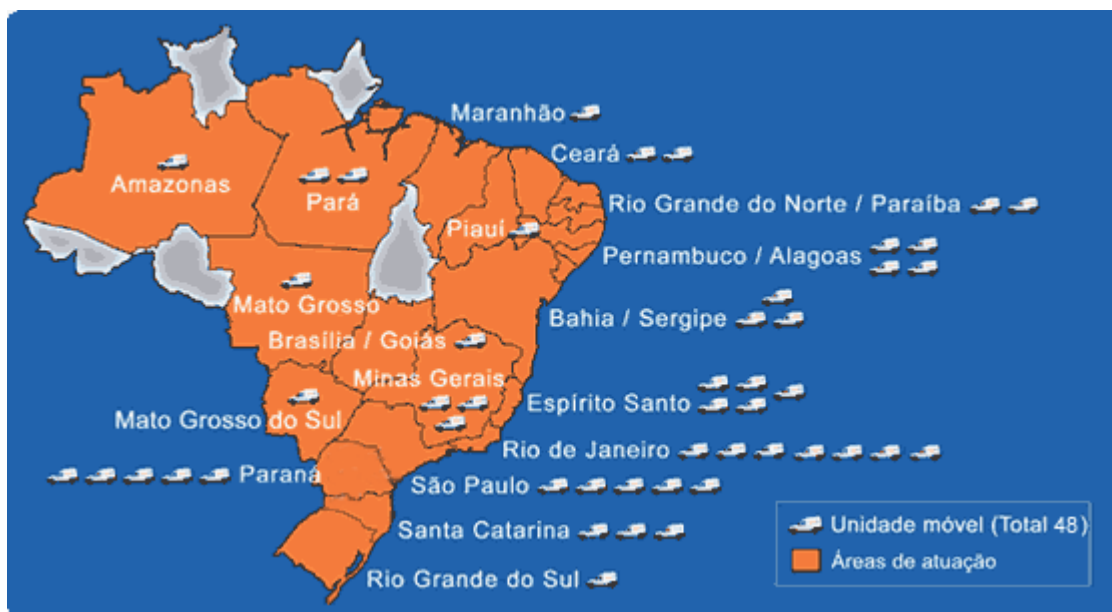 Maranhão
Ceará
Amazonas
Pará
Rio Grande do Norte / Paraíba
Piauí
Pernambuco / Alagoas
Mato Grosso
Bahia / Sergipe
Brasília / Goiás
Minas Gerais
Espírito Santo
Mato Grosso do Sul
Rio de Janeiro
Paraná
São Paulo
Santa Catarina
Unidade móvel (Total 48)
Áreas de atuação
Rio Grande do Sul